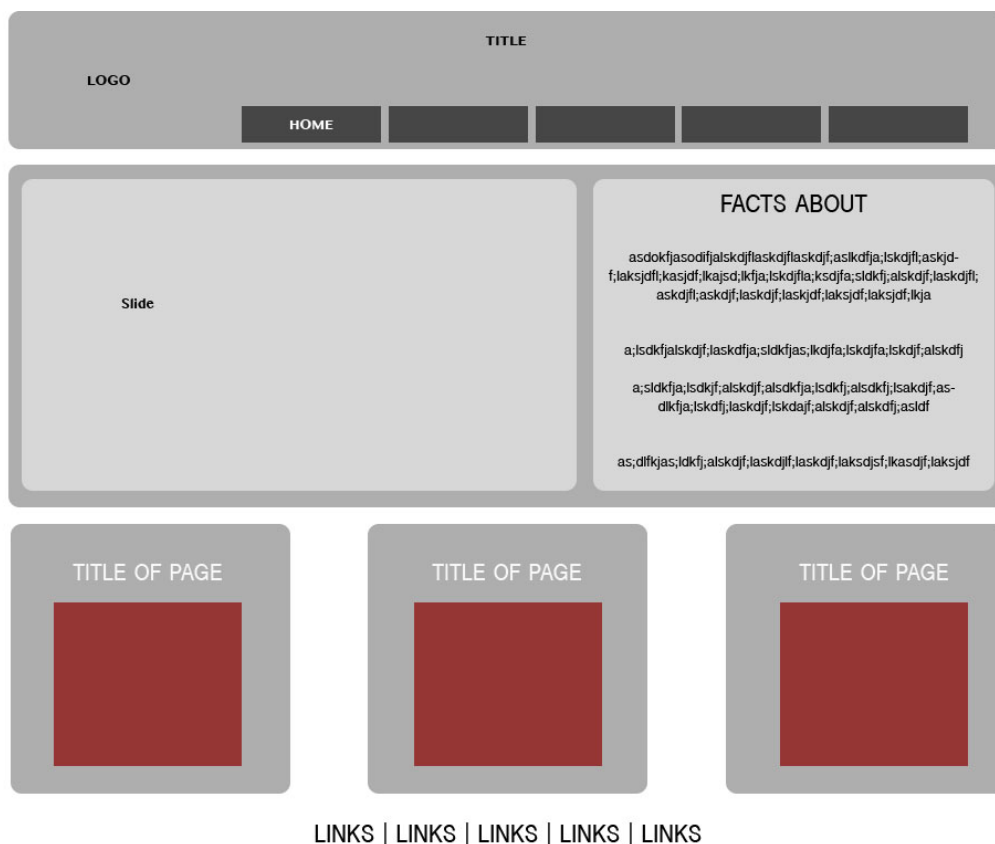 TITLE
LOGO
HOME
Slide
FACTS ABOUT
asdokfjasodifjalskdjflaskdjflaskdjf;aslkdfja;lskdjfl;askjd-
f;laksjdfl;kasjdf;lkajsd;lkfja;lskdjfla;ksdjfa;sldkfj;alskdjf;laskdjfl;
askdjfl;askdjf;laskdjf;laskjdf;laksjdf;laksjdf;lkja
a;lsdkfjalskdjf;laskdfja;sldkfjas;lkdjfa;lskdjfa;lskdjf;alskdfj
a;sldkfja;lsdkjf;alskdjf;alsdkfja;lsdkfj;alsdkfj;lsakdjf;as-
dlkfja;lskdfj;laskdjf;lskdajf;alskdjf;alskdfj;asldf
as;dlfkjas;ldkfj;alskdjf;laskdjlf;laskdjf;laksdjsf;lkasdjf;laksjdf
TITLE OF PAGE
TITLE OF PAGE
TITLE OF PAGE
LINKS | LINKS | LINKS | LINKS | LINKS